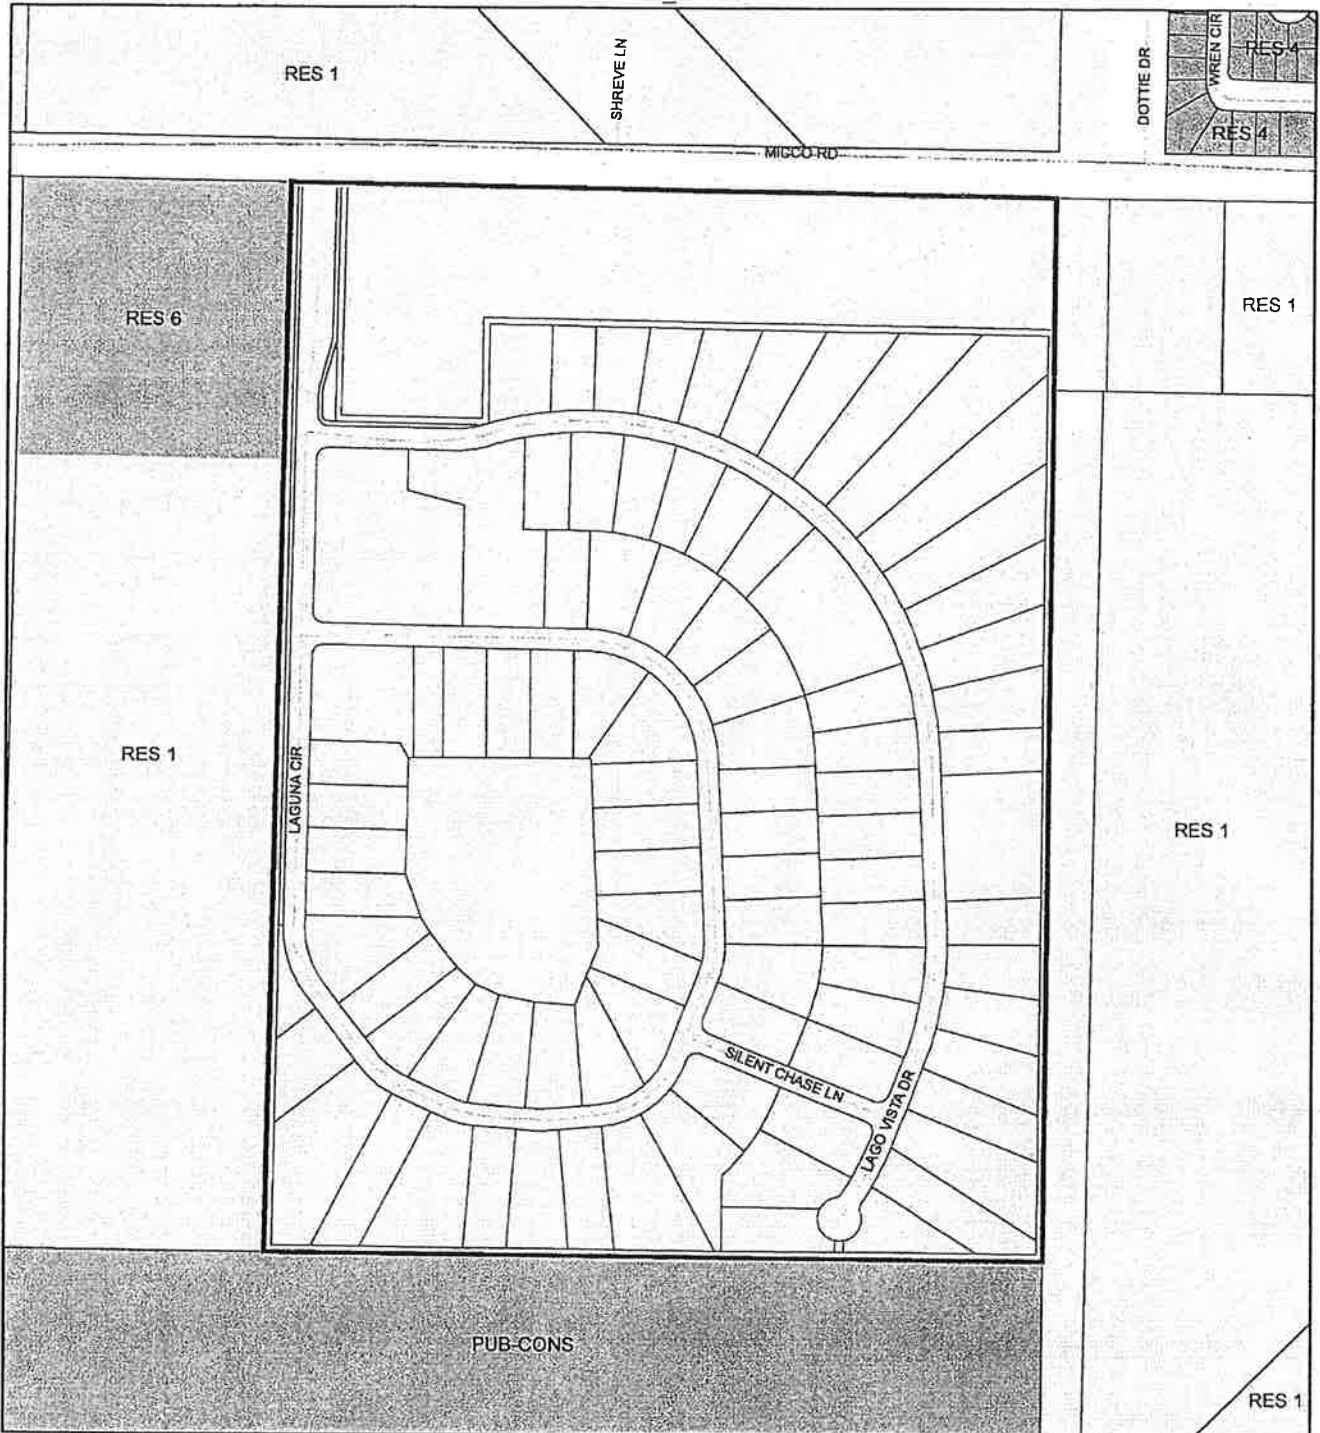 RES 1
SHREVE LN
DOTTIE DR
WREN CIR
RES 4
RES 4
MICCO RD
RES 6
RES 1
RES 1
LAGUNA CIR
RES 1
SILENT CHASE LN
LAGO VISTA DR
PUB-CONS
RES 1